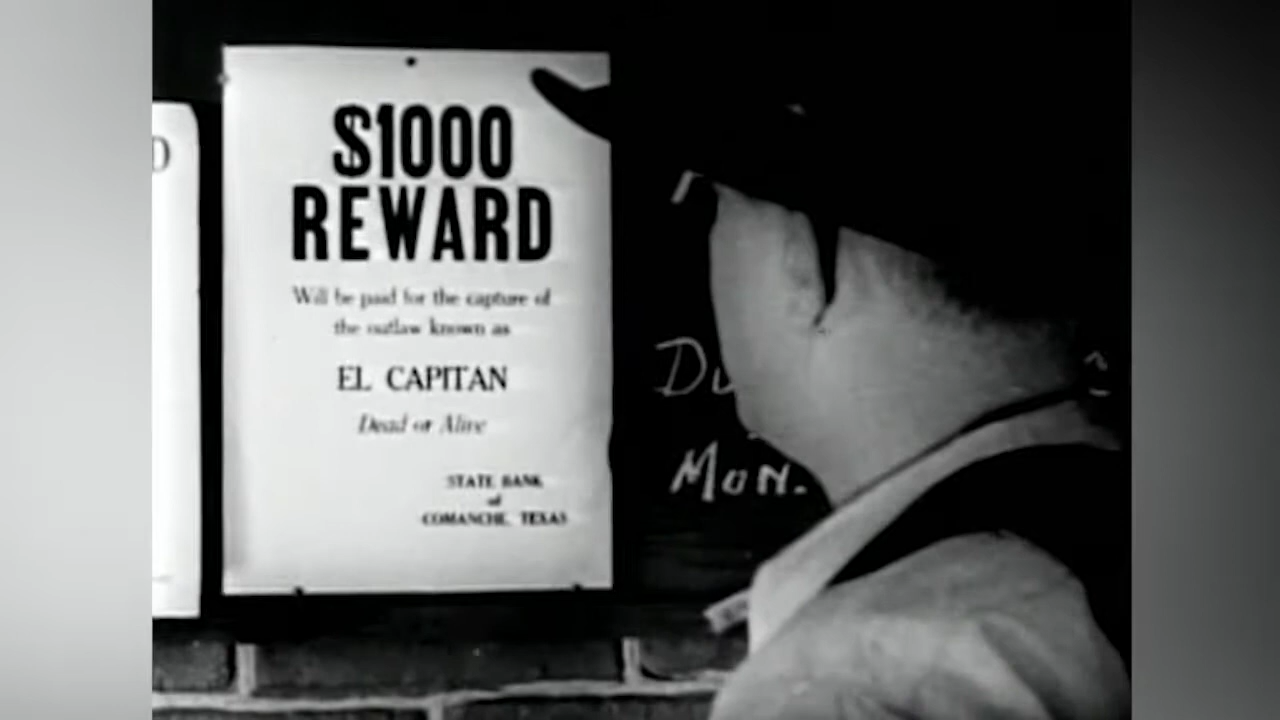 $1000
REWARD
Will be paid for the capture of
the outlaw known as
EL CAPITAN
Dead or Alive
STATE BANK
of
COMANCHE, TEXAS
Mon.